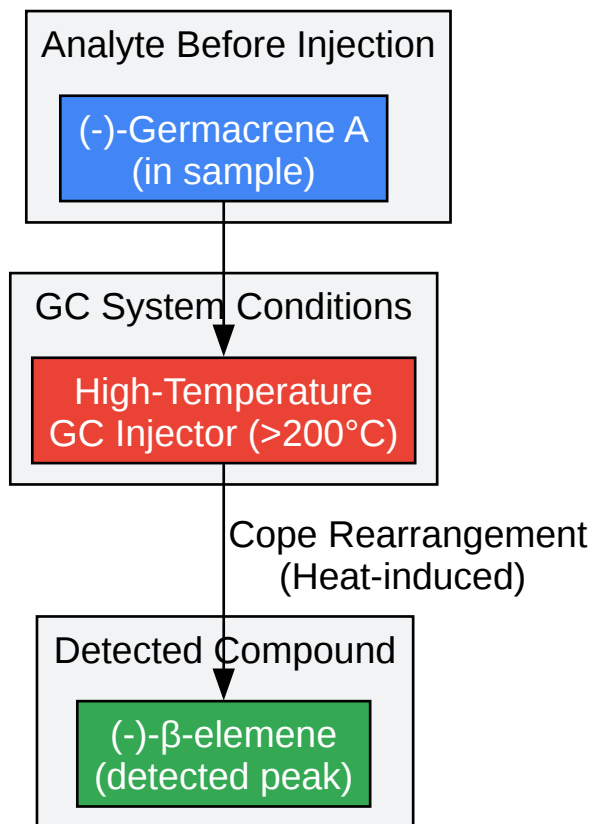 Analyte Before Injection
(-)-Germacrene A
(in sample)
GC System Conditions
High-Temperature
GC Injector (>200°C)
Cope Rearrangement
(Heat-induced)
Detected Compound
(-)-β-elemene
(detected peak)